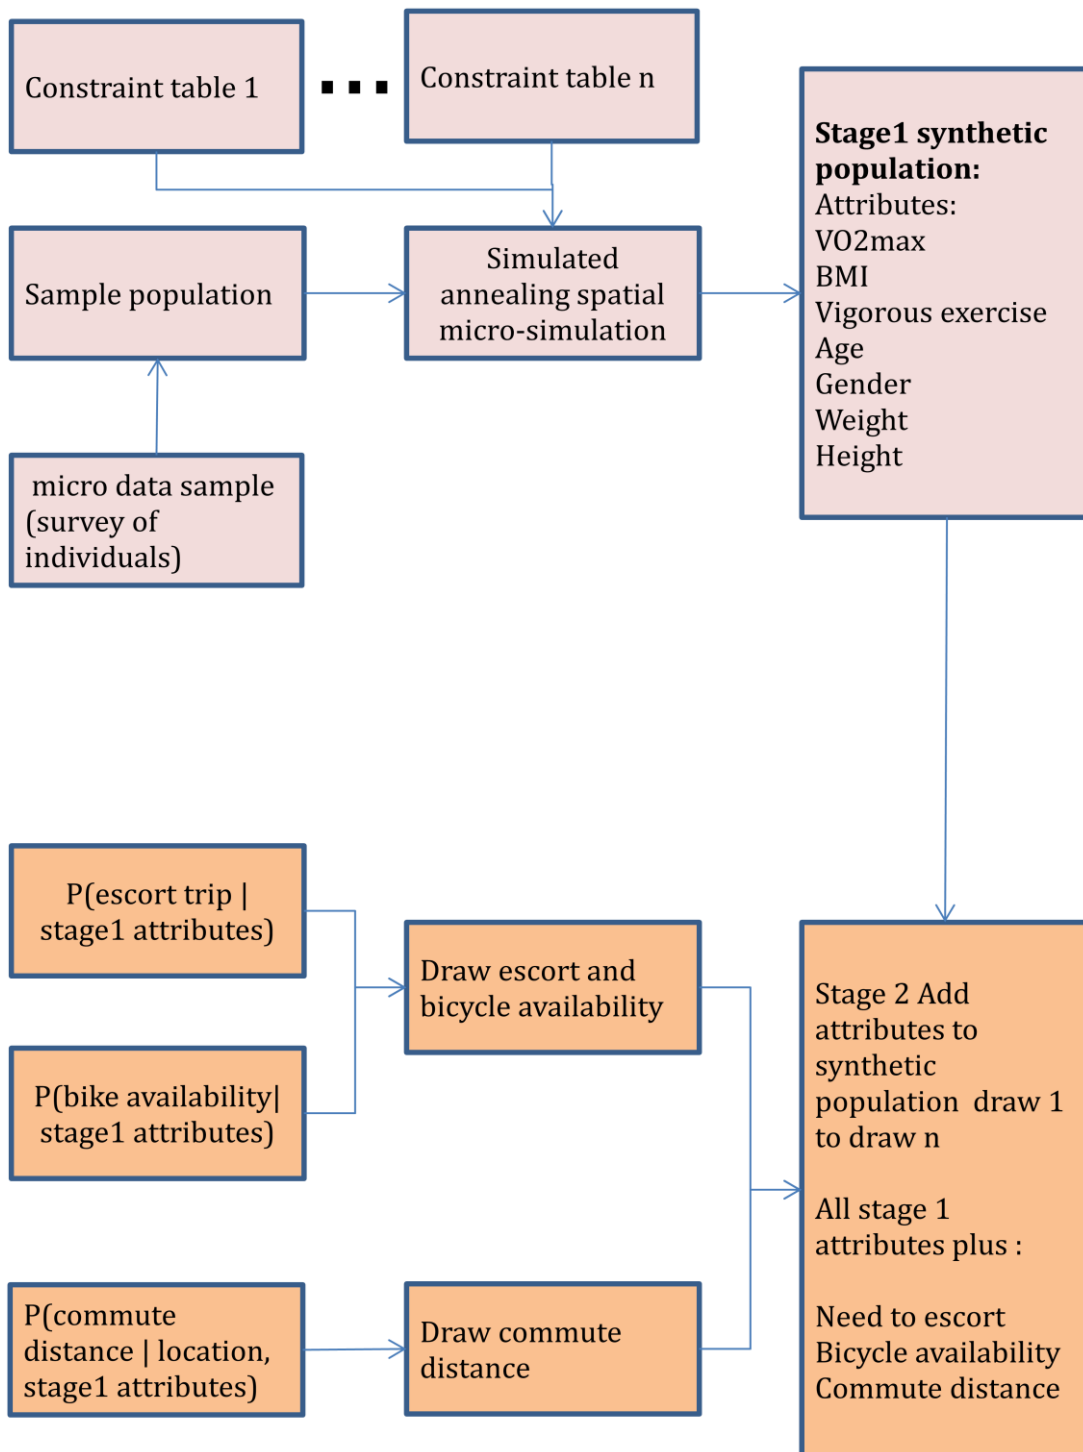 Constraint table 1
...
Constraint table n
Stage1 synthetic
population:
Attributes:
VO2max
BMI
Vigorous exercise
Age
Gender
Weight
Height
Sample population
Simulated
annealing spatial
micro-simulation
micro data sample
(survey of
individuals)
P(escort trip |
stage1 attributes)
P(bike availability|
stage1 attributes)
Draw escort and
bicycle availability
P(commute
distance | location,
stage1 attributes)
Draw commute
distance
Stage 2 Add
attributes to
synthetic
population draw 1
to draw n
All stage 1
attributes plus :
Need to escort
Bicycle availability
Commute distance